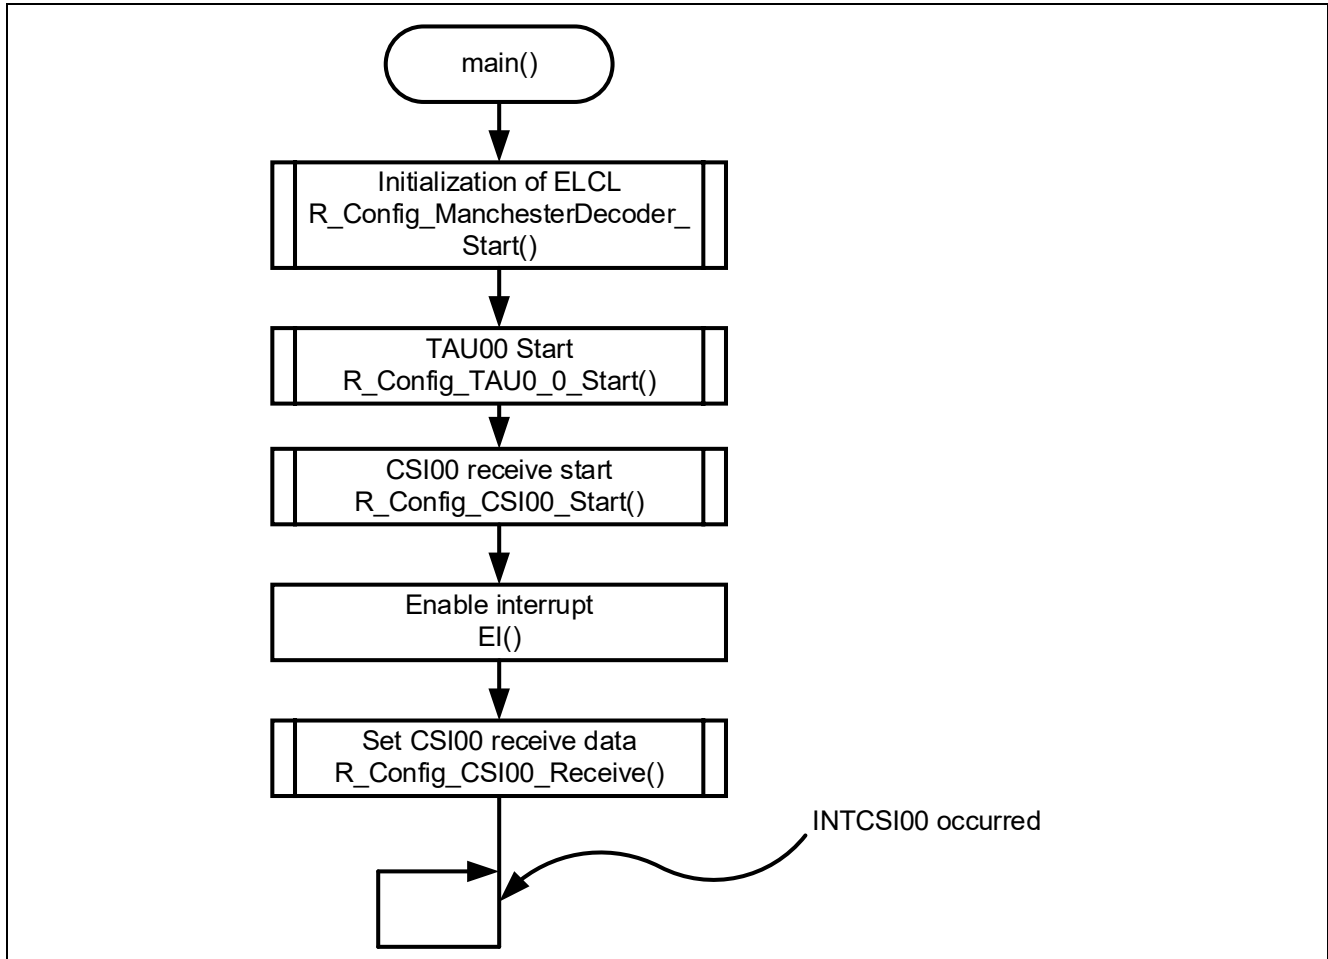 main()
Initialization of ELCL
R_Config_ManchesterDecoder_
Start()
TAU00 Start
R_Config_TAU0_0_Start()
CSI00 receive start
R_Config_CSI00_Start()
Enable interrupt
EI()
Set CSI00 receive data
R_Config_CSI00_Receive()
INTCSI00 occurred